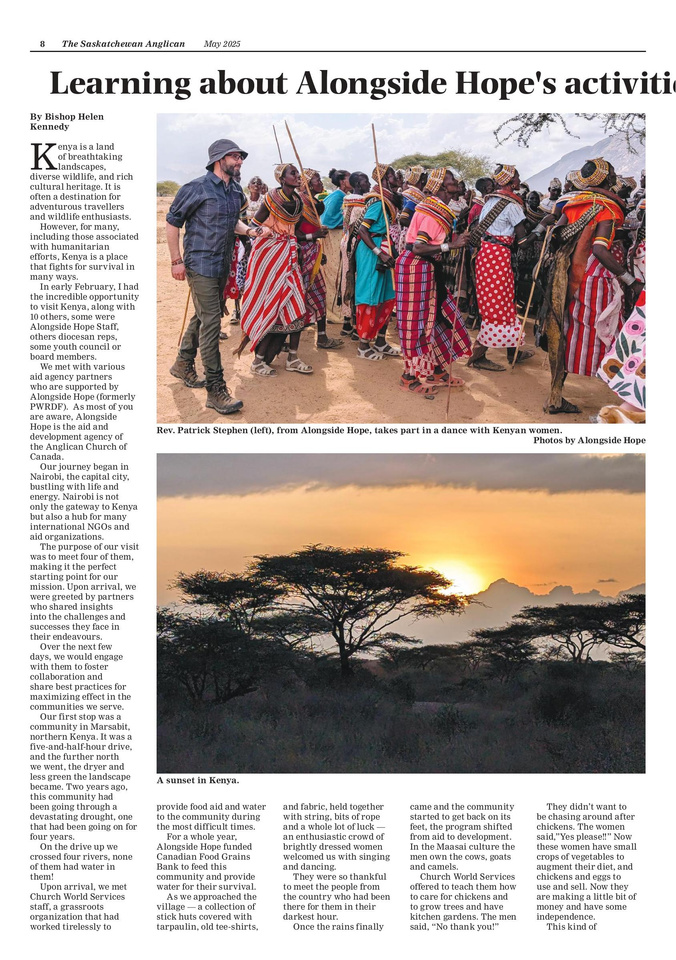 8 The Saskatchewan Anglican May 2025
Learning about Alongside Hope's activiti
By Bishop Helen
Kennedy
Kenya is a land
of breathtaking
landscapes,
diverse wildlife, and rich
cultural heritage. It is
often a destination for
adventurous travellers
and wildlife enthusiasts.
However, for many,
including those associated
with humanitarian
efforts, Kenya is a place
that fights for survival in
many ways.
In early February, I had
the incredible opportunity
to visit Kenya, along with
10 others, some were
Alongside Hope Staff,
others diocesan reps,
some youth council or
board members.
We met with various
aid agency partners
who are supported by
Alongside Hope (formerly
PWRDF). As most of you
are aware, Alongside
Hope is the aid and
development agency of
the Anglican Church of
Canada.
Our journey began in
Nairobi, the capital city,
bustling with life and
energy. Nairobi is not
only the gateway to Kenya
but also a hub for many
international NGOs and
aid organizations.
The purpose of our visit
was to meet four of them,
making it the perfect
starting point for our
mission. Upon arrival, we
were greeted by partners
who shared insights
into the challenges and
successes they face in
their endeavours.
Over the next few
days, we would engage
with them to foster
collaboration and
share best practices for
maximizing effect in the
communities we serve.
Our first stop was a
community in Marsabit,
northern Kenya. It was a
five-and-half-hour drive,
and the further north
we went, the dryer and
less green the landscape
became. Two years ago,
this community had
been going through a
devastating drought, one
that had been going on for
four years.
On the drive up we
crossed four rivers, none
of them had water in
them!
Upon arrival, we met
Church World Services
staff, a grassroots
organization that had
worked tirelessly to
Rev. Patrick Stephen (left), from Alongside Hope, takes part in a dance with Kenyan women.
Photos by Alongside Hope
A sunset in Kenya.
provide food aid and water
to the community during
the most difficult times.
For a whole year,
Alongside Hope funded
Canadian Food Grains
Bank to feed this
community and provide
water for their survival.
As we approached the
village — a collection of
stick huts covered with
tarpaulin, old tee-shirts,
and fabric, held together
with string, bits of rope
and a whole lot of luck —
an enthusiastic crowd of
brightly dressed women
welcomed us with singing
and dancing.
They were so thankful
to meet the people from
the country who had been
there for them in their
darkest hour.
Once the rains finally
came and the community
started to get back on its
feet, the program shifted
from aid to development.
In the Maasai culture the
men own the cows, goats
and camels.
Church World Services
offered to teach them how
to care for chickens and
to grow trees and have
kitchen gardens. The men
said, “No thank you!”
They didn't want to
be chasing around after
chickens. The women
said,”Yes please!!” Now
these women have small
crops of vegetables to
augment their diet, and
chickens and eggs to
use and sell. Now they
are making a little bit of
money and have some
independence.
This kind of